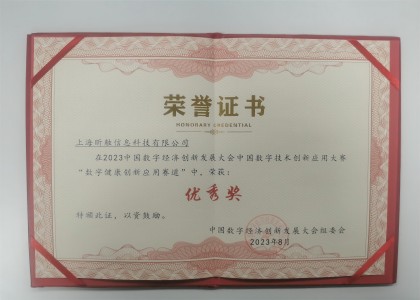 荣誉证书
HONORARY CREDENTIAL
上海昕触信息科技有限公司
在2023中国数字经济创新发展大会中国数字技术创新应用大赛
“数字健康创新应用赛道”中，荣获：
优秀奖
特颁此证，以资鼓励。
中国数字经济创新发展大会组委会
2023年8月